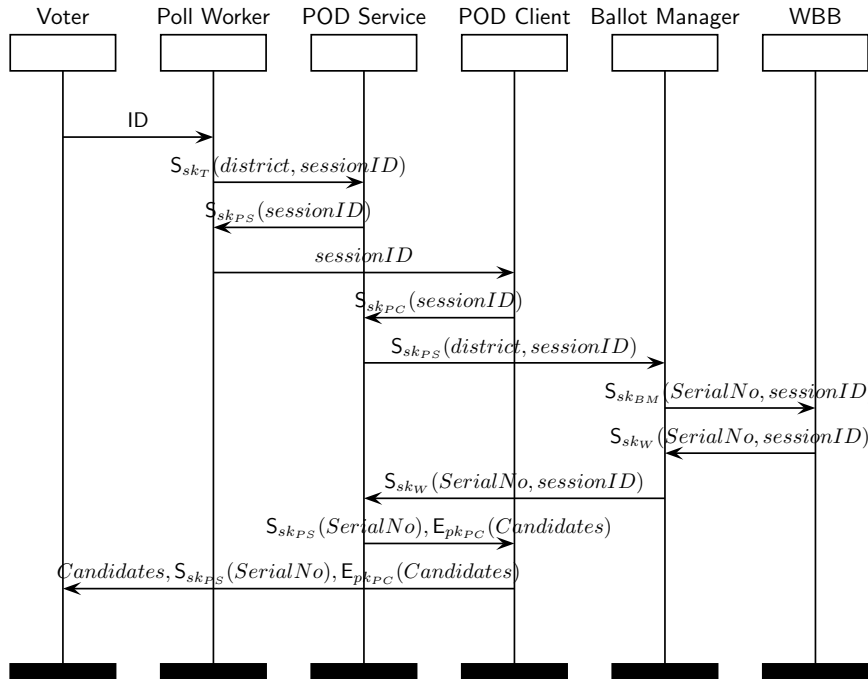 Voter Poll Worker POD Service POD Client Ballot Manager WBB
ID
S_{sk_T}(district, sessionID)
S_{sk_{PS}}(sessionID)
sessionID
S_{sk_{PC}}(sessionID)
S_{sk_{PS}}(district, sessionID)
S_{sk_{BM}}(SerialNo, sessionID
S_{sk_W}(SerialNo, sessionID)
S_{sk_W}(SerialNo, sessionID)
S_{sk_{PS}}(SerialNo), E_{pk_{PC}}(Candidates)
Candidates, S_{sk_{PS}}(SerialNo), E_{pk_{PC}}(Candidates)